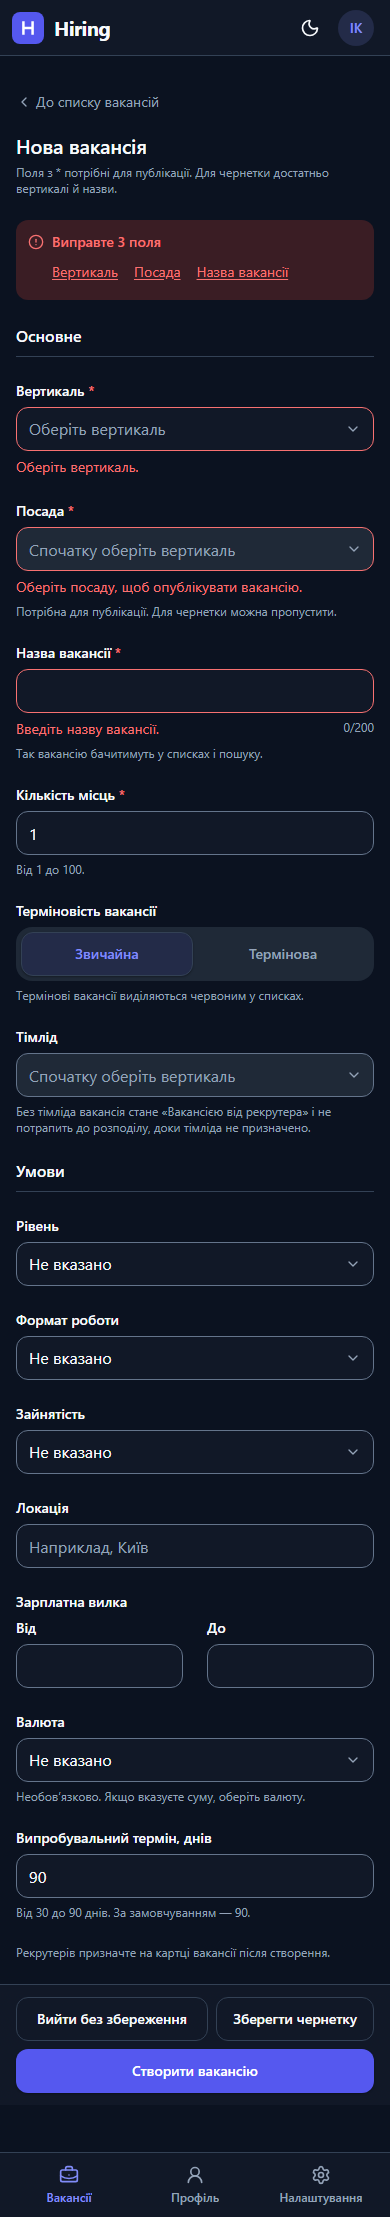 H Hiring
ІК
До списку вакансій
Нова вакансія
Поля з * потрібні для публікації. Для чернетки достатньо
вертикалі й назви.
Виправте 3 поля
Вертикаль Посада Назва вакансії
Основне
Вертикаль *
Оберіть вертикаль
Оберіть вертикаль.
Посада *
Спочатку оберіть вертикаль
Оберіть посаду, щоб опублікувати вакансію.
Потрібна для публікації. Для чернетки можна пропустити.
Назва вакансії *
Введіть назву вакансії.
0/200
Так вакансію бачитимуть у списках і пошуку.
Кількість місць *
1
Від 1 до 100.
Терміновість вакансії
Звичайна Термінова
Термінові вакансії виділяються червоним у списках.
Тімлід
Спочатку оберіть вертикаль
Без тімліда вакансія стане «Вакансією від рекрутера» і не
потрапить до розподілу, доки тімліда не призначено.
Умови
Рівень
Не вказано
Формат роботи
Не вказано
Зайнятість
Не вказано
Локація
Наприклад, Київ
Зарплатна вилка
Від До
Валюта
Не вказано
Необов'язково. Якщо вказуєте суму, оберіть валюту.
Випробувальний термін, днів
90
Від 30 до 90 днів. За замовчуванням — 90.
Рекрутерів призначте на картці вакансії після створення.
Вийти без збереження Зберегти чернетку
Створити вакансію
Вакансії Профіль Налаштування